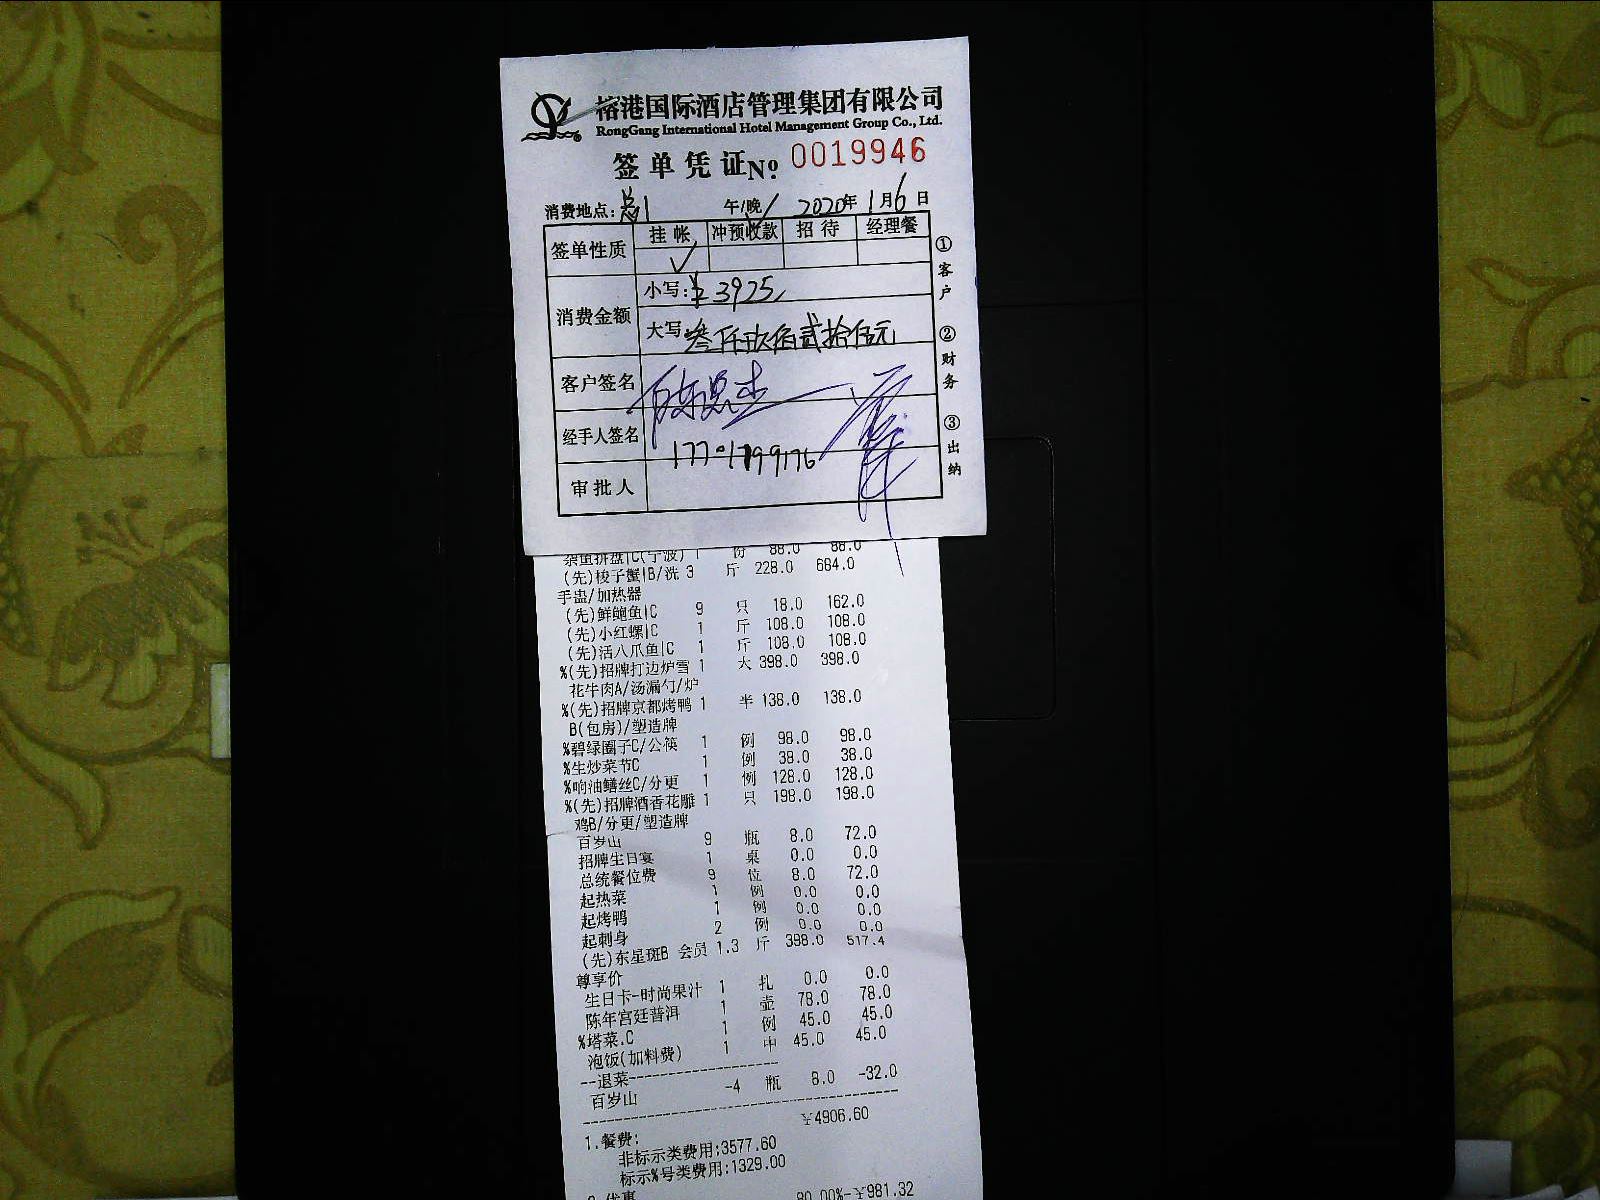 榕港国际酒店管理集团有限公司
RongGang International Hotel Management Group Co., Ltd.
签单凭证 No 0019946
消费地点: 总1 午/晚 2020年1月6日
签单性质 挂帐 冲预收款 招待 经理餐
✓
消费金额 小写:¥3925
大写 叁仟玖佰贰拾伍元
客户签名
经手人签名
17701799176
审批人
①客户 ②财务 ③出纳
杂鱼拼盘|C(宁波) 1 份 88.0 88.0
(先)梭子蟹|B/洗 3 斤 228.0 684.0
手盅/加热器
(先)鲜鲍鱼|C 9 只 18.0 162.0
(先)小红螺|C 1 斤 108.0 108.0
(先)活八爪鱼|C 1 斤 108.0 108.0
%(先)招牌打边炉雪 1 大 398.0 398.0
花牛肉A/汤漏勺/炉
%(先)招牌京都烤鸭 1 半 138.0 138.0
B(包房)/塑造牌
%碧绿圈子C/公筷 1 例 98.0 98.0
%生炒菜节C 1 例 38.0 38.0
%响油鳝丝C/分更 1 例 128.0 128.0
%(先)招牌酒香花雕 1 只 198.0 198.0
鸡B/分更/塑造牌
百岁山 9 瓶 8.0 72.0
招牌生日宴 1 桌 0.0 0.0
总统餐位费 9 位 8.0 72.0
起热菜 1 例 0.0 0.0
起烤鸭 1 例 0.0 0.0
起刺身 2 例 0.0 0.0
(先)东星斑B 会员 1.3 斤 398.0 517.4
尊享价
生日卡-时尚果汁 1 扎 0.0 0.0
陈年宫廷普洱 1 壶 78.0 78.0
%塔菜.C 1 例 45.0 45.0
泡饭(加料费) 1 中 45.0 45.0
--退菜--------------------
百岁山 -4 瓶 8.0 -32.0
¥4906.60
1.餐费:
非标示类费用:3577.60
标示%号类费用:1329.00
2.优惠 80.00%-¥981.32